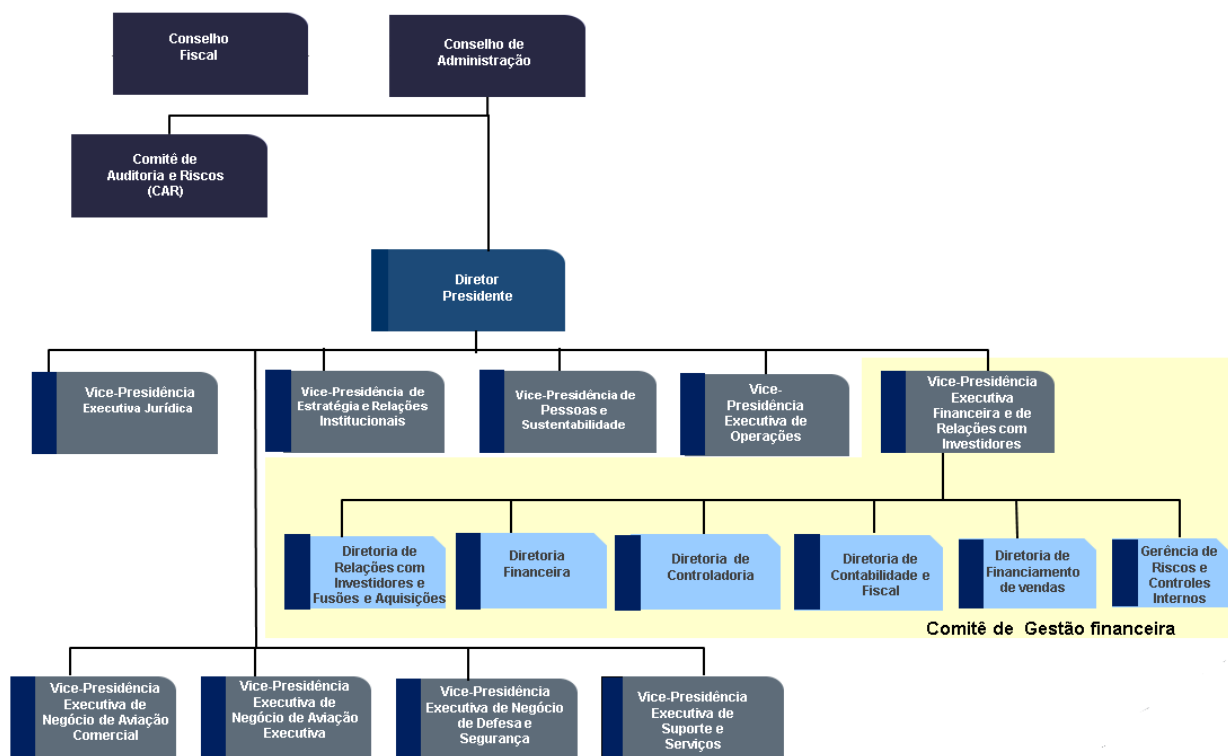 Conselho
Fiscal
Conselho de
Administração
Comitê de
Auditoria e Riscos
(CAR)
Diretor
Presidente
Vice-Presidência
Executiva Jurídica
Vice-Presidência de
Estratégia e Relações
Institucionais
Vice-Presidência de
Pessoas e
Sustentabilidade
Vice-
Presidência
Executiva de
Operações
Vice-Presidência
Executiva
Financeira e de
Relações com
Investidores
Diretoria de
Relações com
Investidores e
Fusões e Aquisições
Diretoria
Financeira
Diretoria de
Controladoria
Diretoria de
Contabilidade e
Fiscal
Diretoria de
Financiamento
de vendas
Gerência de
Riscos e
Controles
Internos
Comitê de Gestão financeira
Vice-Presidência
Executiva de
Negócio de Aviação
Comercial
Vice-Presidência
Executiva de
Negócio de Aviação
Executiva
Vice-Presidência
Executiva de Negócio
de Defesa e
Segurança
Vice-Presidência
Executiva de
Suporte e
Serviços